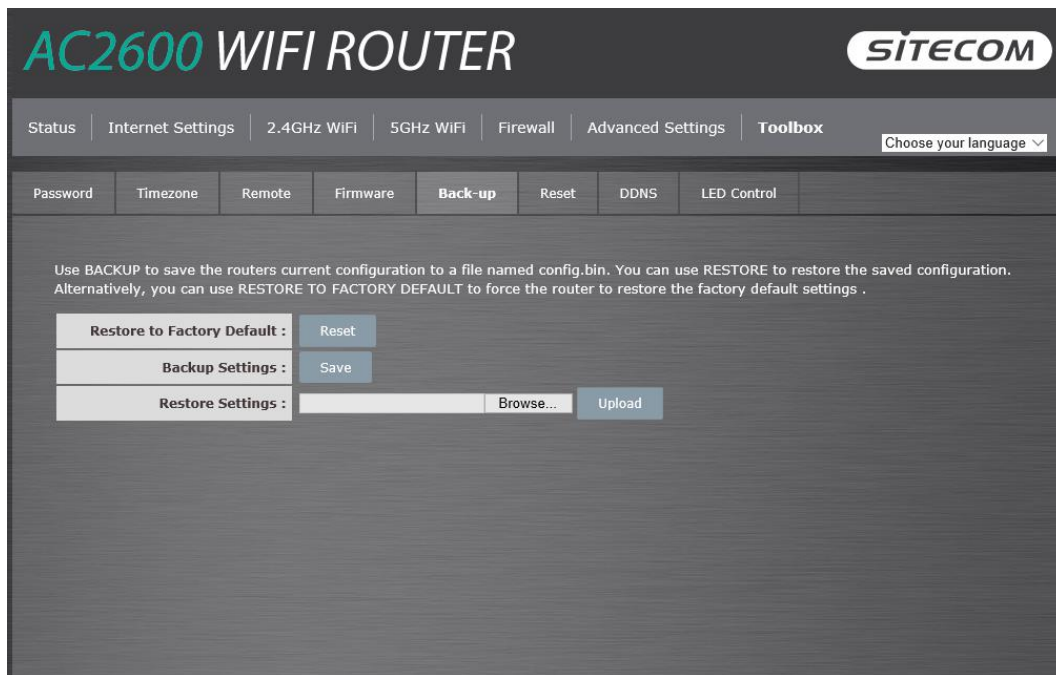 AC2600 WIFI ROUTER
SITECOM
Status Internet Settings 2.4GHz WiFi 5GHz WiFi Firewall Advanced Settings Toolbox
Choose your language
Password Timezone Remote Firmware Back-up Reset DDNS LED Control
Use BACKUP to save the routers current configuration to a file named config.bin. You can use RESTORE to restore the saved configuration.
Alternatively, you can use RESTORE TO FACTORY DEFAULT to force the router to restore the factory default settings .
Restore to Factory Default : Reset
Backup Settings : Save
Restore Settings : Browse... Upload